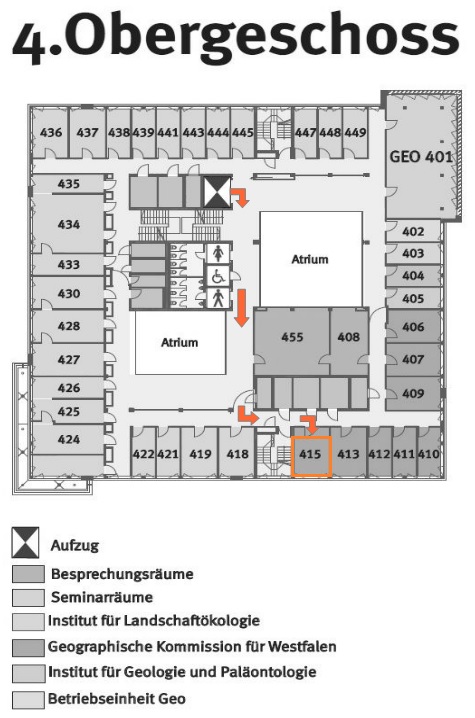 4.Obergeschoss
436 437 438 439 441 443 444 445 447 448 449
GEO 401
435
434
402
403
433
Atrium
404
430
405
428
406
Atrium
455 408
427
407
426
409
425
424
422 421 419 418 415 413 412 411 410
Aufzug
Besprechungsräume
Seminarräume
Institut für Landschaftökologie
Geographische Kommission für Westfalen
Institut für Geologie und Paläontologie
Betriebseinheit Geo